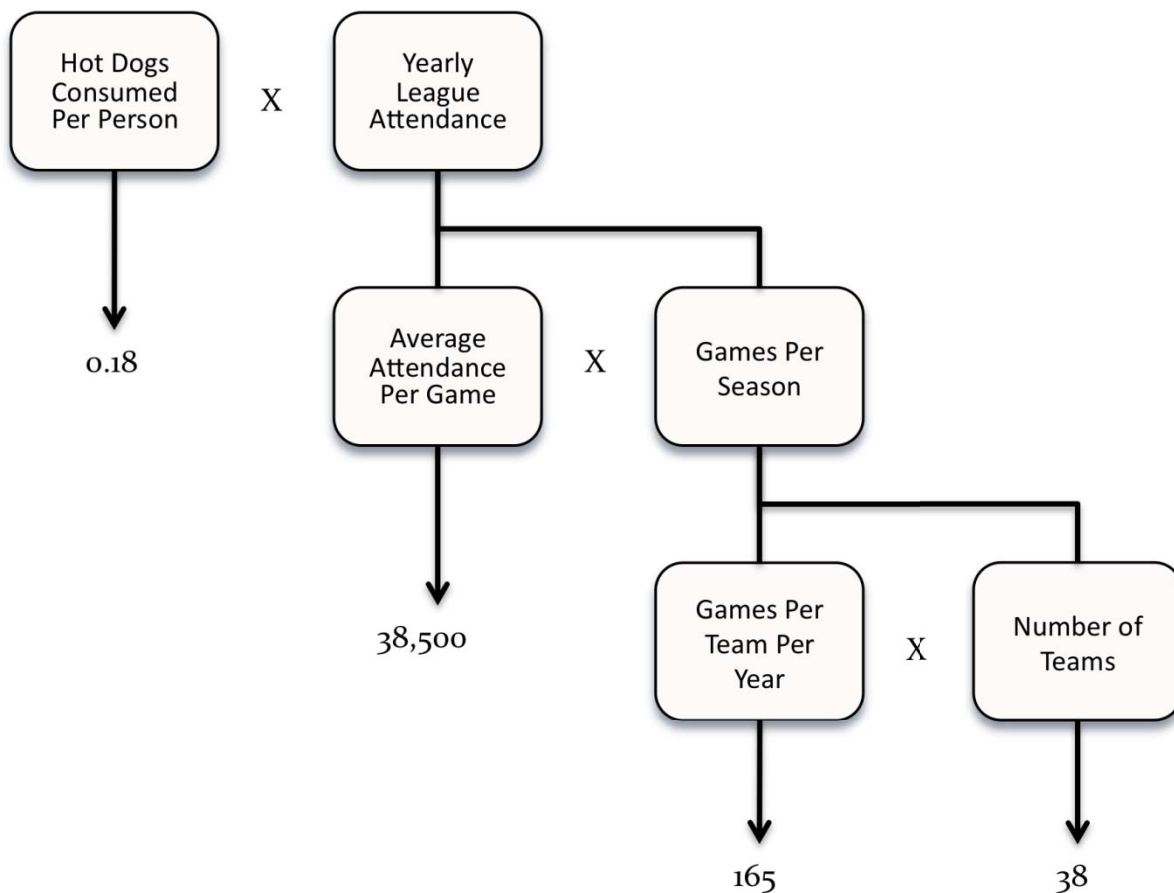 Hot Dogs
Consumed
Per Person
X
Yearly
League
Attendance
0.18
Average
Attendance
Per Game
X
Games Per
Season
38,500
Games Per
Team Per
Year
X
Number of
Teams
165
38